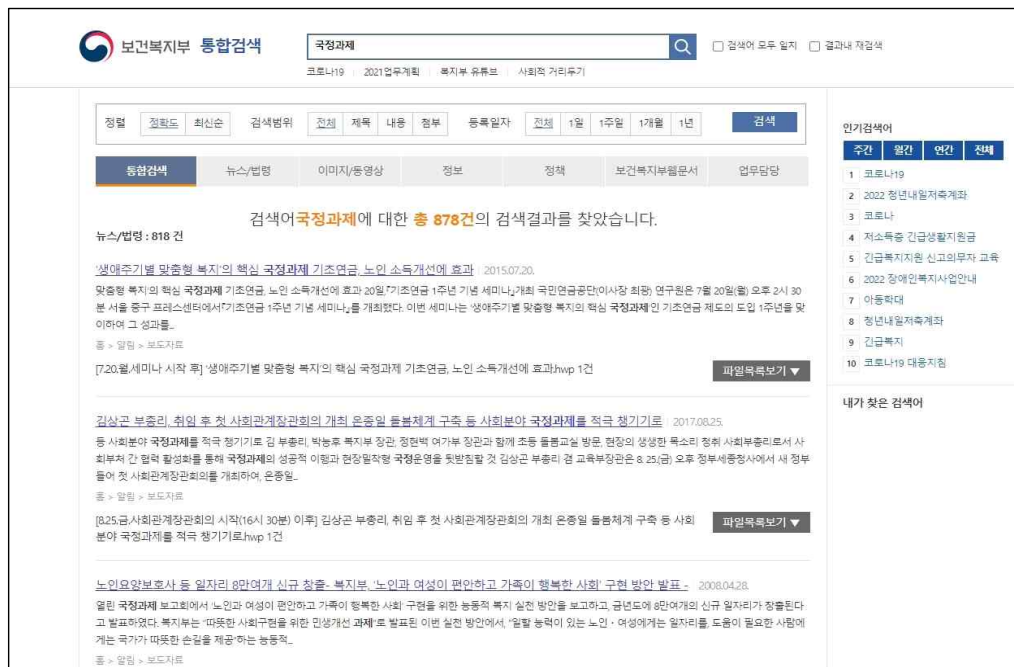 보건복지부 통합검색
국정과제
검색어 모두 일치 결과내 재검색
코로나19 2021업무계획 복지부 유튜브 사회적 거리두기
정렬 정확도 최신순 검색범위 전체 제목 내용 첨부 등록일자 전체 1일 1주일 1개월 1년 검색
통합검색 뉴스/법령 이미지/동영상 정보 정책 보건복지부웹문서 업무담당
검색어국정과제에 대한 총 878건의 검색결과를 찾았습니다.
뉴스/법령 : 818 건
'생애주기별 맞춤형 복지'의 핵심 국정과제 기초연금, 노인 소득개선에 효과 2015.07.20.
맞춤형 복지'의 핵심 국정과제 기초연금, 노인 소득개선에 효과 20일,「기초연금 1주년 기념 세미나」개최 국민연금공단(이사장 최광) 연구원은 7월 20일(월) 오후 2시 30
분 서울 중구 프레스센터에서「기초연금 1주년 기념 세미나」를 개최했다. 이번 세미나는 '생애주기별 맞춤형 복지'의 핵심 국정과제인 기초연금 제도의 도입 1주년을 맞
이하여 그 성과를...
홈 > 알림 > 보도자료
[7.20.월.세미나 시작 후] '생애주기별 맞춤형 복지'의 핵심 국정과제 기초연금, 노인 소득개선에 효과.hwp 1건
파일목록보기 ▼
김상곤 부총리, 취임 후 첫 사회관계장관회의 개최 온종일 돌봄체계 구축 등 사회분야 국정과제를 적극 챙기기로 2017.08.25.
등 사회분야 국정과제를 적극 챙기기로 김 부총리, 박능후 복지부 장관, 정현백 여가부 장관과 함께 초등 돌봄교실 방문, 현장의 생생한 목소리 청취 사회부총리로서 사
회부처 간 협력 활성화를 통해 국정과제의 성공적 이행과 현장밀착형 국정운영을 뒷받침할 것 김상곤 부총리 겸 교육부장관은 8. 25.(금) 오후 정부세종청사에서 새 정부
들어 첫 사회관계장관회의를 개최하여, 온종일...
홈 > 알림 > 보도자료
[8.25.금.사회관계장관회의 시작(16시 30분) 이후] 김상곤 부총리, 취임 후 첫 사회관계장관회의 개최 온종일 돌봄체계 구축 등 사회
분야 국정과제를 적극 챙기기로.hwp 1건
파일목록보기 ▼
노인요양보호사 등 일자리 8만여개 신규 창출- 복지부, '노인과 여성이 편안하고 가족이 행복한 사회' 구현 방안 발표 - 2008.04.28.
열린 국정과제 보고회에서 '노인과 여성이 편안하고 가족이 행복한 사회' 구현을 위한 능동적 복지 실천 방안을 보고하고, 금년도에 8만여개의 신규 일자리가 창출된다
고 발표하였다. 복지부는 "따뜻한 사회구현을 위한 민생개선 과제"로 발표된 이번 실천 방안에서, "일할 능력이 있는 노인·여성에게는 일자리를, 도움이 필요한 사람에
게는 국가가 따뜻한 손길을 제공"하는 능동적...
홈 > 알림 > 보도자료
인기검색어
주간 월간 연간 전체
1 코로나19
2 2022 청년내일저축계좌
3 코로나
4 저소득층 긴급생활지원금
5 긴급복지지원 신고의무자 교육
6 2022 장애인복지사업안내
7 아동학대
8 청년내일저축계좌
9 긴급복지
10 코로나19 대응지침
내가 찾은 검색어